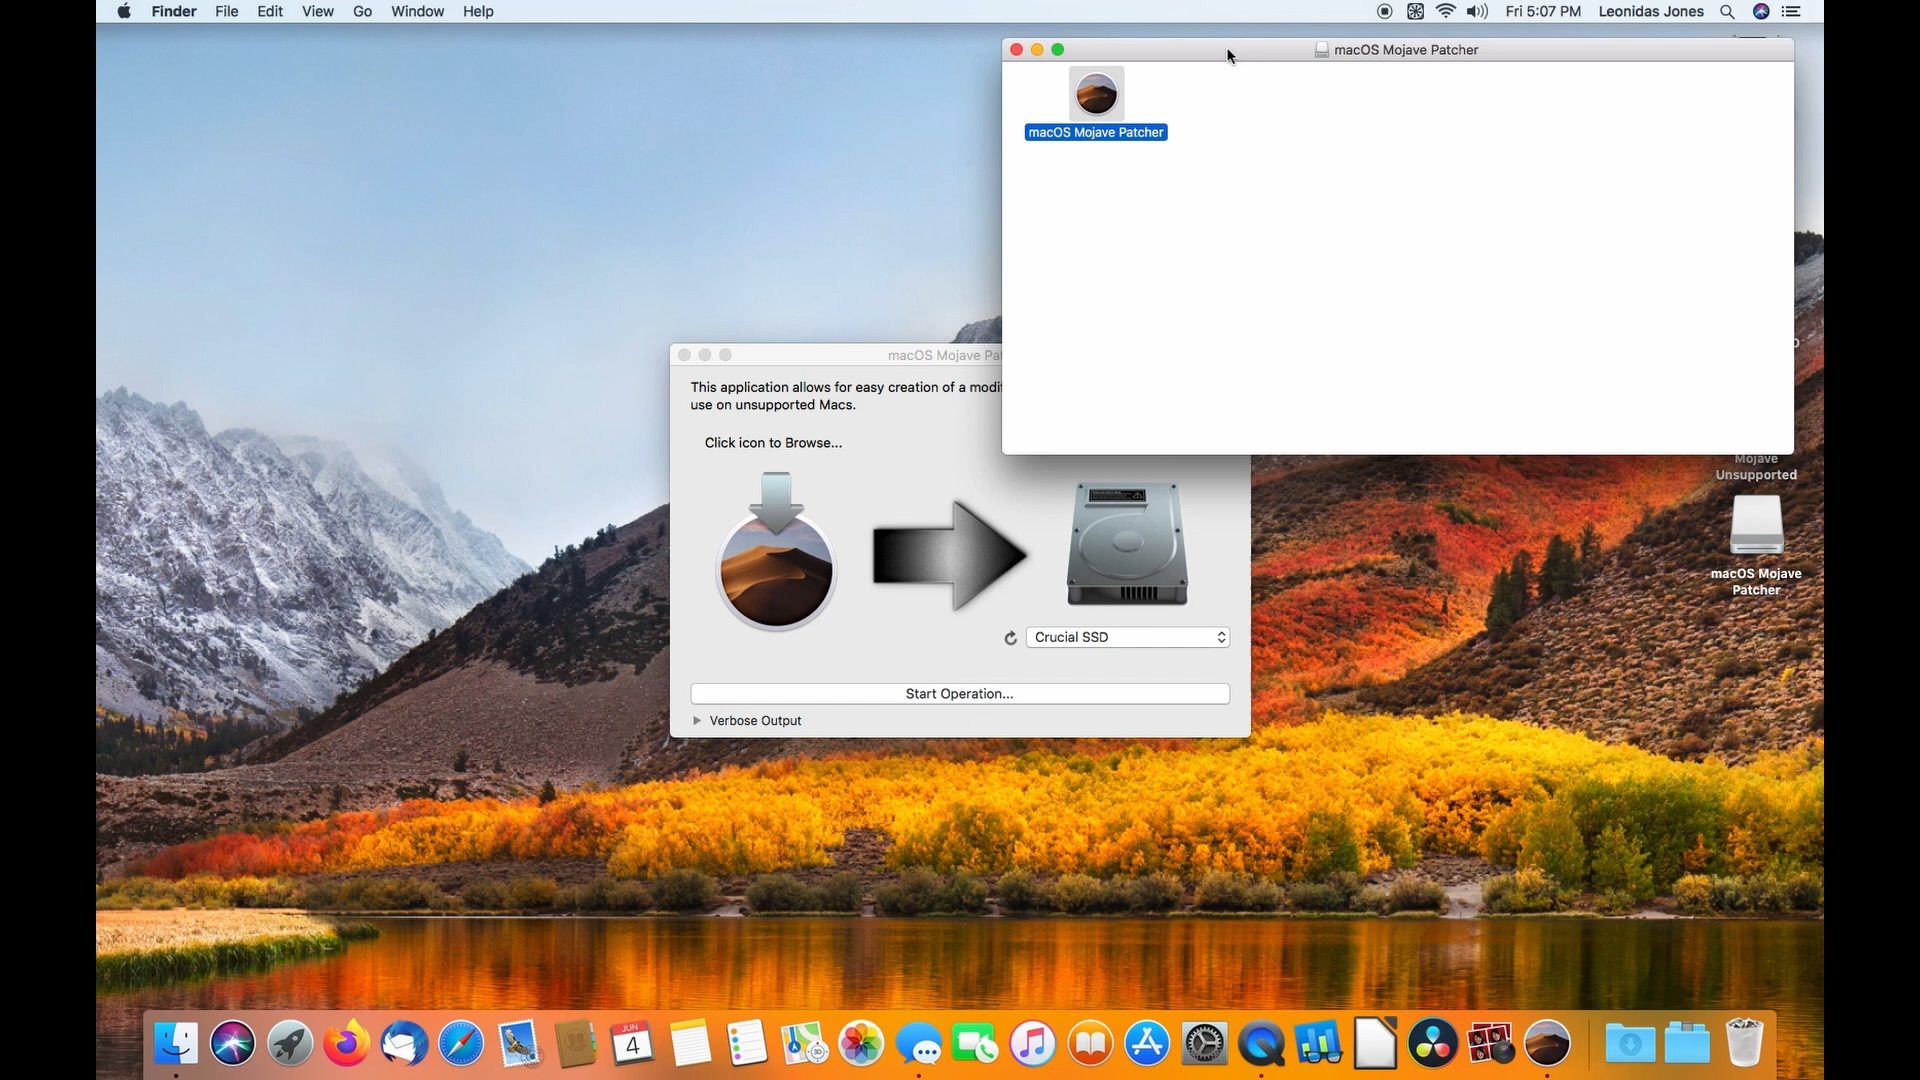 Finder File Edit View Go Window Help
Fri 5:07 PM Leonidas Jones
macOS Mojave Patcher
macOS Mojave Patcher
macOS Mojave Pat
This application allows for easy creation of a modi
use on unsupported Macs.
Click icon to Browse...
Crucial SSD
Start Operation...
Verbose Output
Mojave
Unsupported
macOS Mojave
Patcher
JUN
4